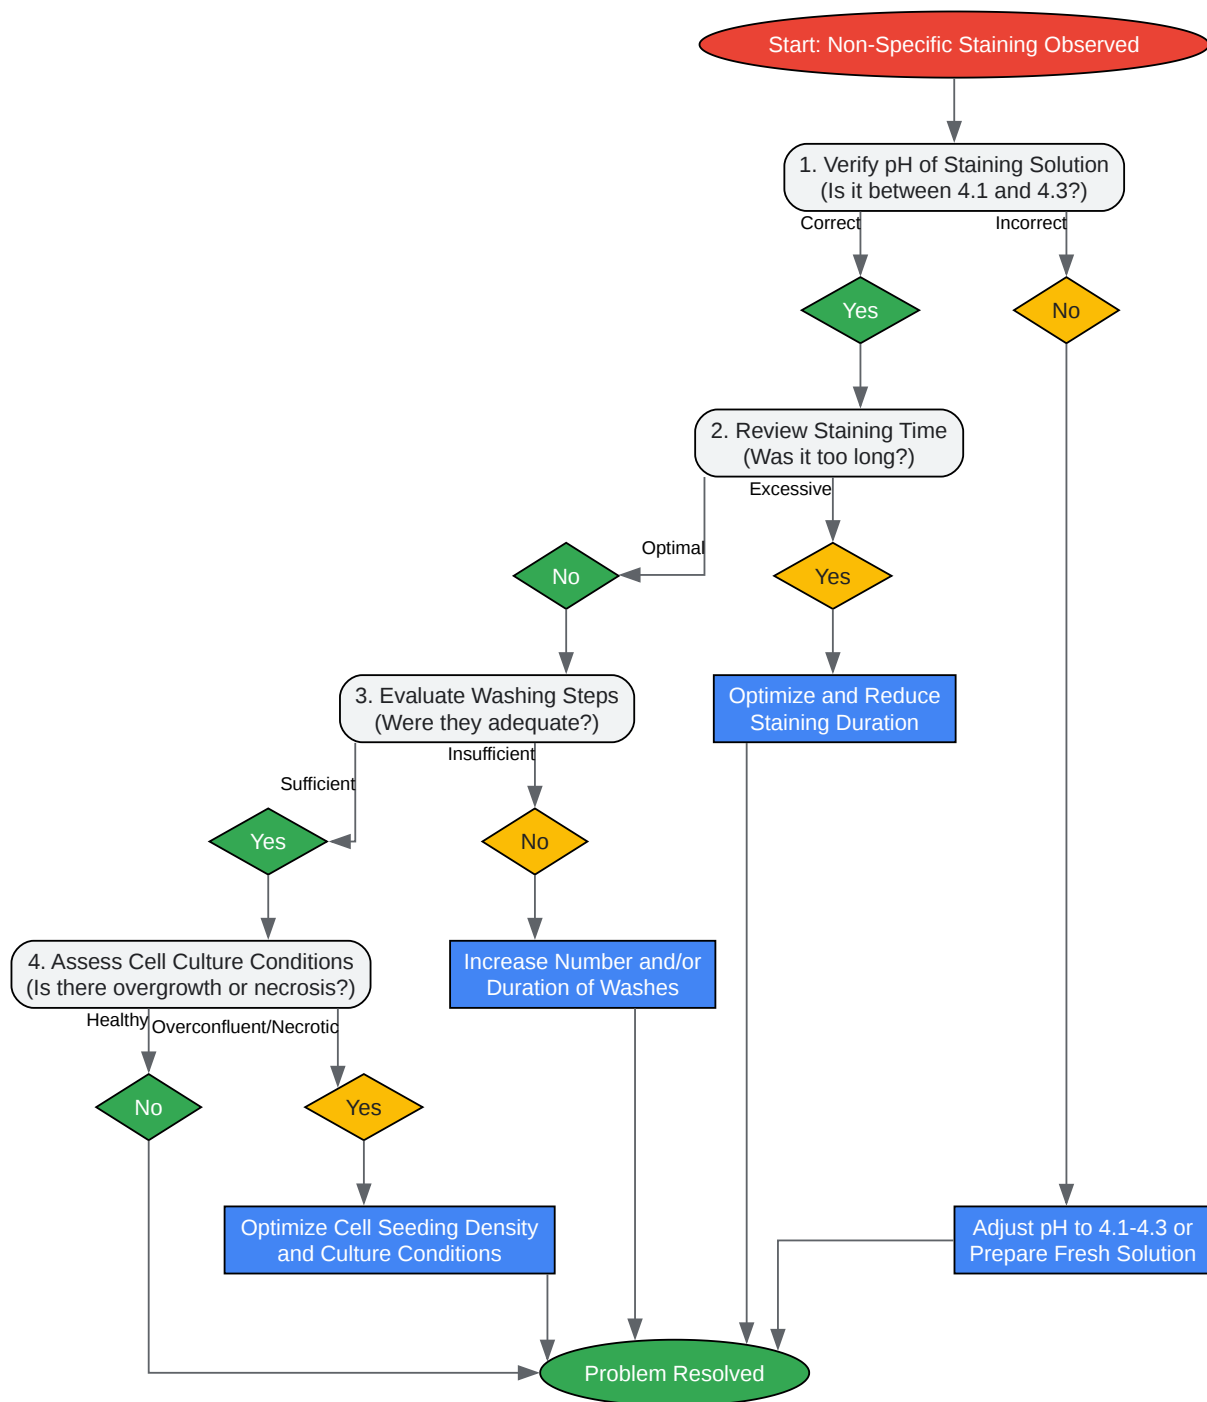 Start: Non-Specific Staining Observed
1. Verify pH of Staining Solution
(Is it between 4.1 and 4.3?)
Correct
Incorrect
Yes
No
2. Review Staining Time
(Was it too long?)
Excessive
Optimal
No
Yes
3. Evaluate Washing Steps
(Were they adequate?)
Optimize and Reduce
Staining Duration
Insufficient
Sufficient
Yes
No
4. Assess Cell Culture Conditions
(Is there overgrowth or necrosis?)
Increase Number and/or
Duration of Washes
Healthy
Overconfluent/Necrotic
No
Yes
Optimize Cell Seeding Density
and Culture Conditions
Adjust pH to 4.1-4.3 or
Prepare Fresh Solution
Problem Resolved